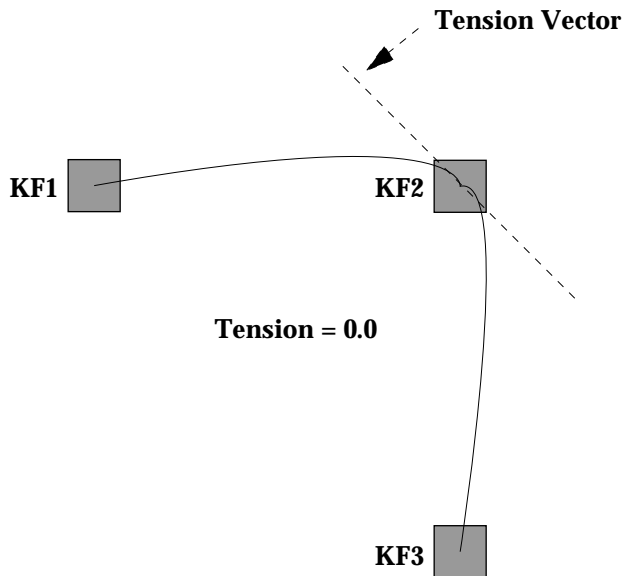 Tension Vector
KF1
KF2
Tension = 0.0
KF3